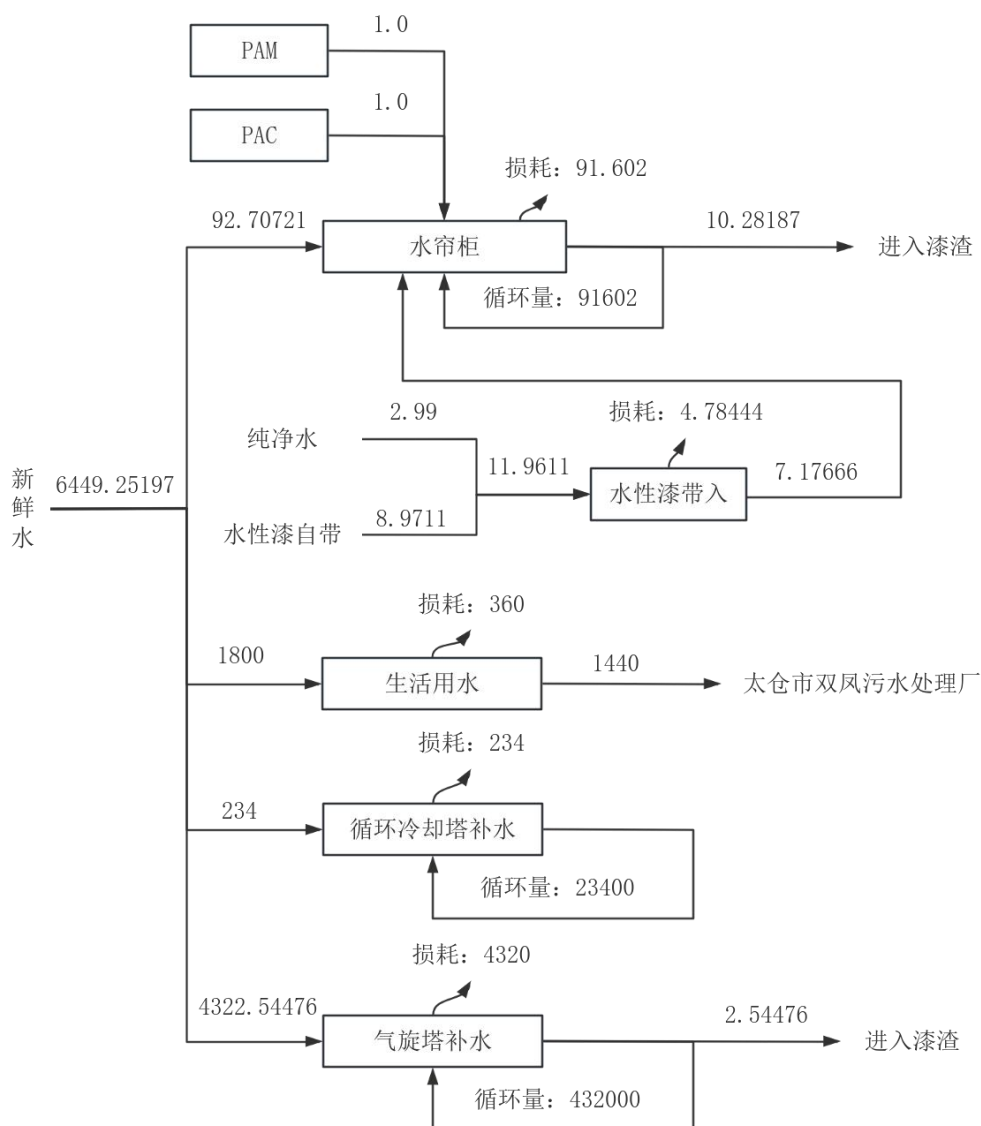 1.0
PAM
1.0
PAC
损耗：91.602
92.70721
水帘柜
10.28187
进入漆渣
循环量：91602
2.99
纯净水
损耗：4.78444
新鲜水
6449.25197
11.9611
水性漆带入
7.17666
水性漆自带
8.9711
损耗：360
1800
生活用水
1440
太仓市双凤污水处理厂
损耗：234
234
循环冷却塔补水
循环量：23400
损耗：4320
4322.54476
气旋塔补水
2.54476
进入漆渣
循环量：432000